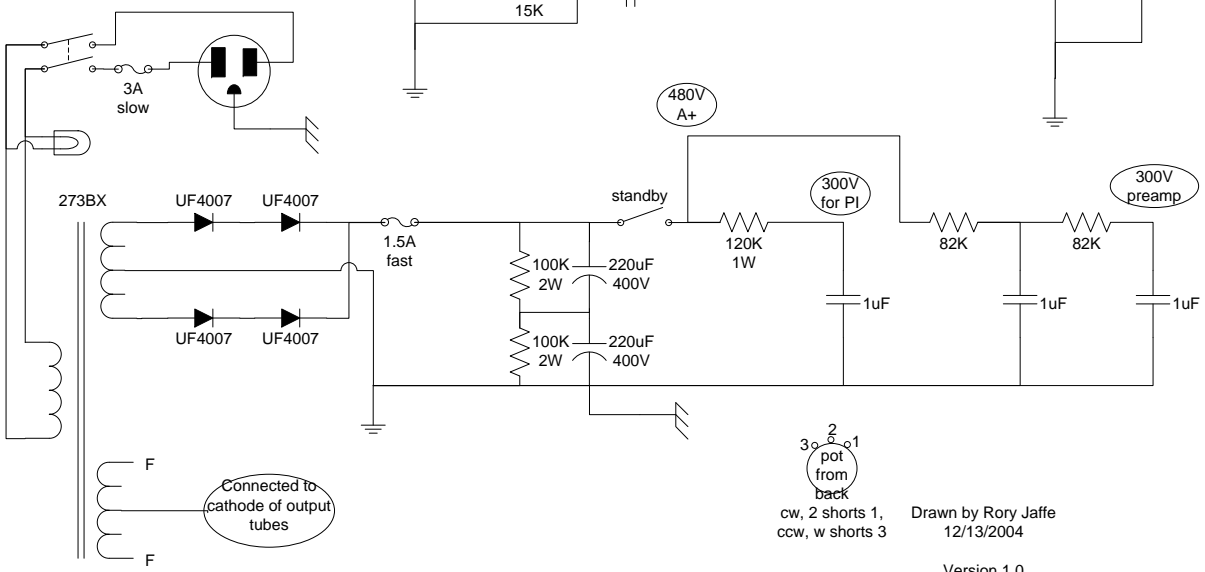 15K
3A
slow
480V
A+
273BX
UF4007
UF4007
standby
300V
for PI
300V
preamp
1.5A
fast
120K
1W
82K
82K
100K
2W
220uF
400V
1uF
1uF
1uF
UF4007
UF4007
100K
2W
220uF
400V
3
2
1
pot
from
back
cw, 2 shorts 1,
ccw, w shorts 3
Drawn by Rory Jaffe
12/13/2004
Version 1.0
F
Connected to
cathode of output
tubes
F